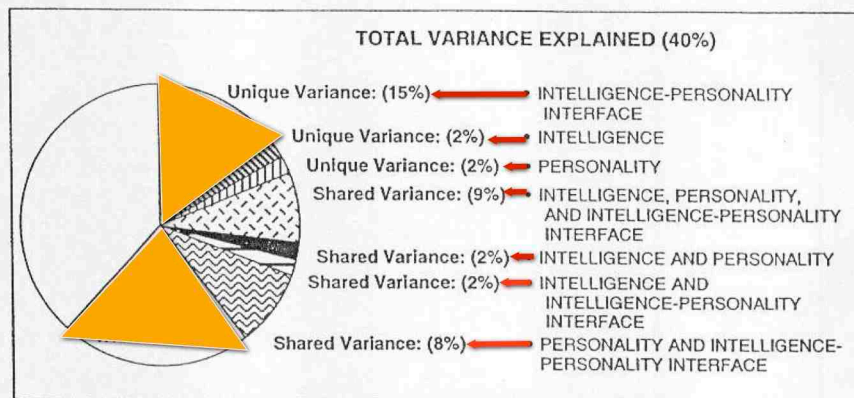 TOTAL VARIANCE EXPLAINED (40%)
Unique Variance: (15%) INTELLIGENCE-PERSONALITY
INTERFACE
Unique Variance: (2%) INTELLIGENCE
Unique Variance: (2%) PERSONALITY
Shared Variance: (9%) INTELLIGENCE, PERSONALITY,
AND INTELLIGENCE-PERSONALITY
INTERFACE
Shared Variance: (2%) INTELLIGENCE AND PERSONALITY
Shared Variance: (2%) INTELLIGENCE AND
INTELLIGENCE-PERSONALITY
INTERFACE
Shared Variance: (8%) PERSONALITY AND INTELLIGENCE-
PERSONALITY INTERFACE